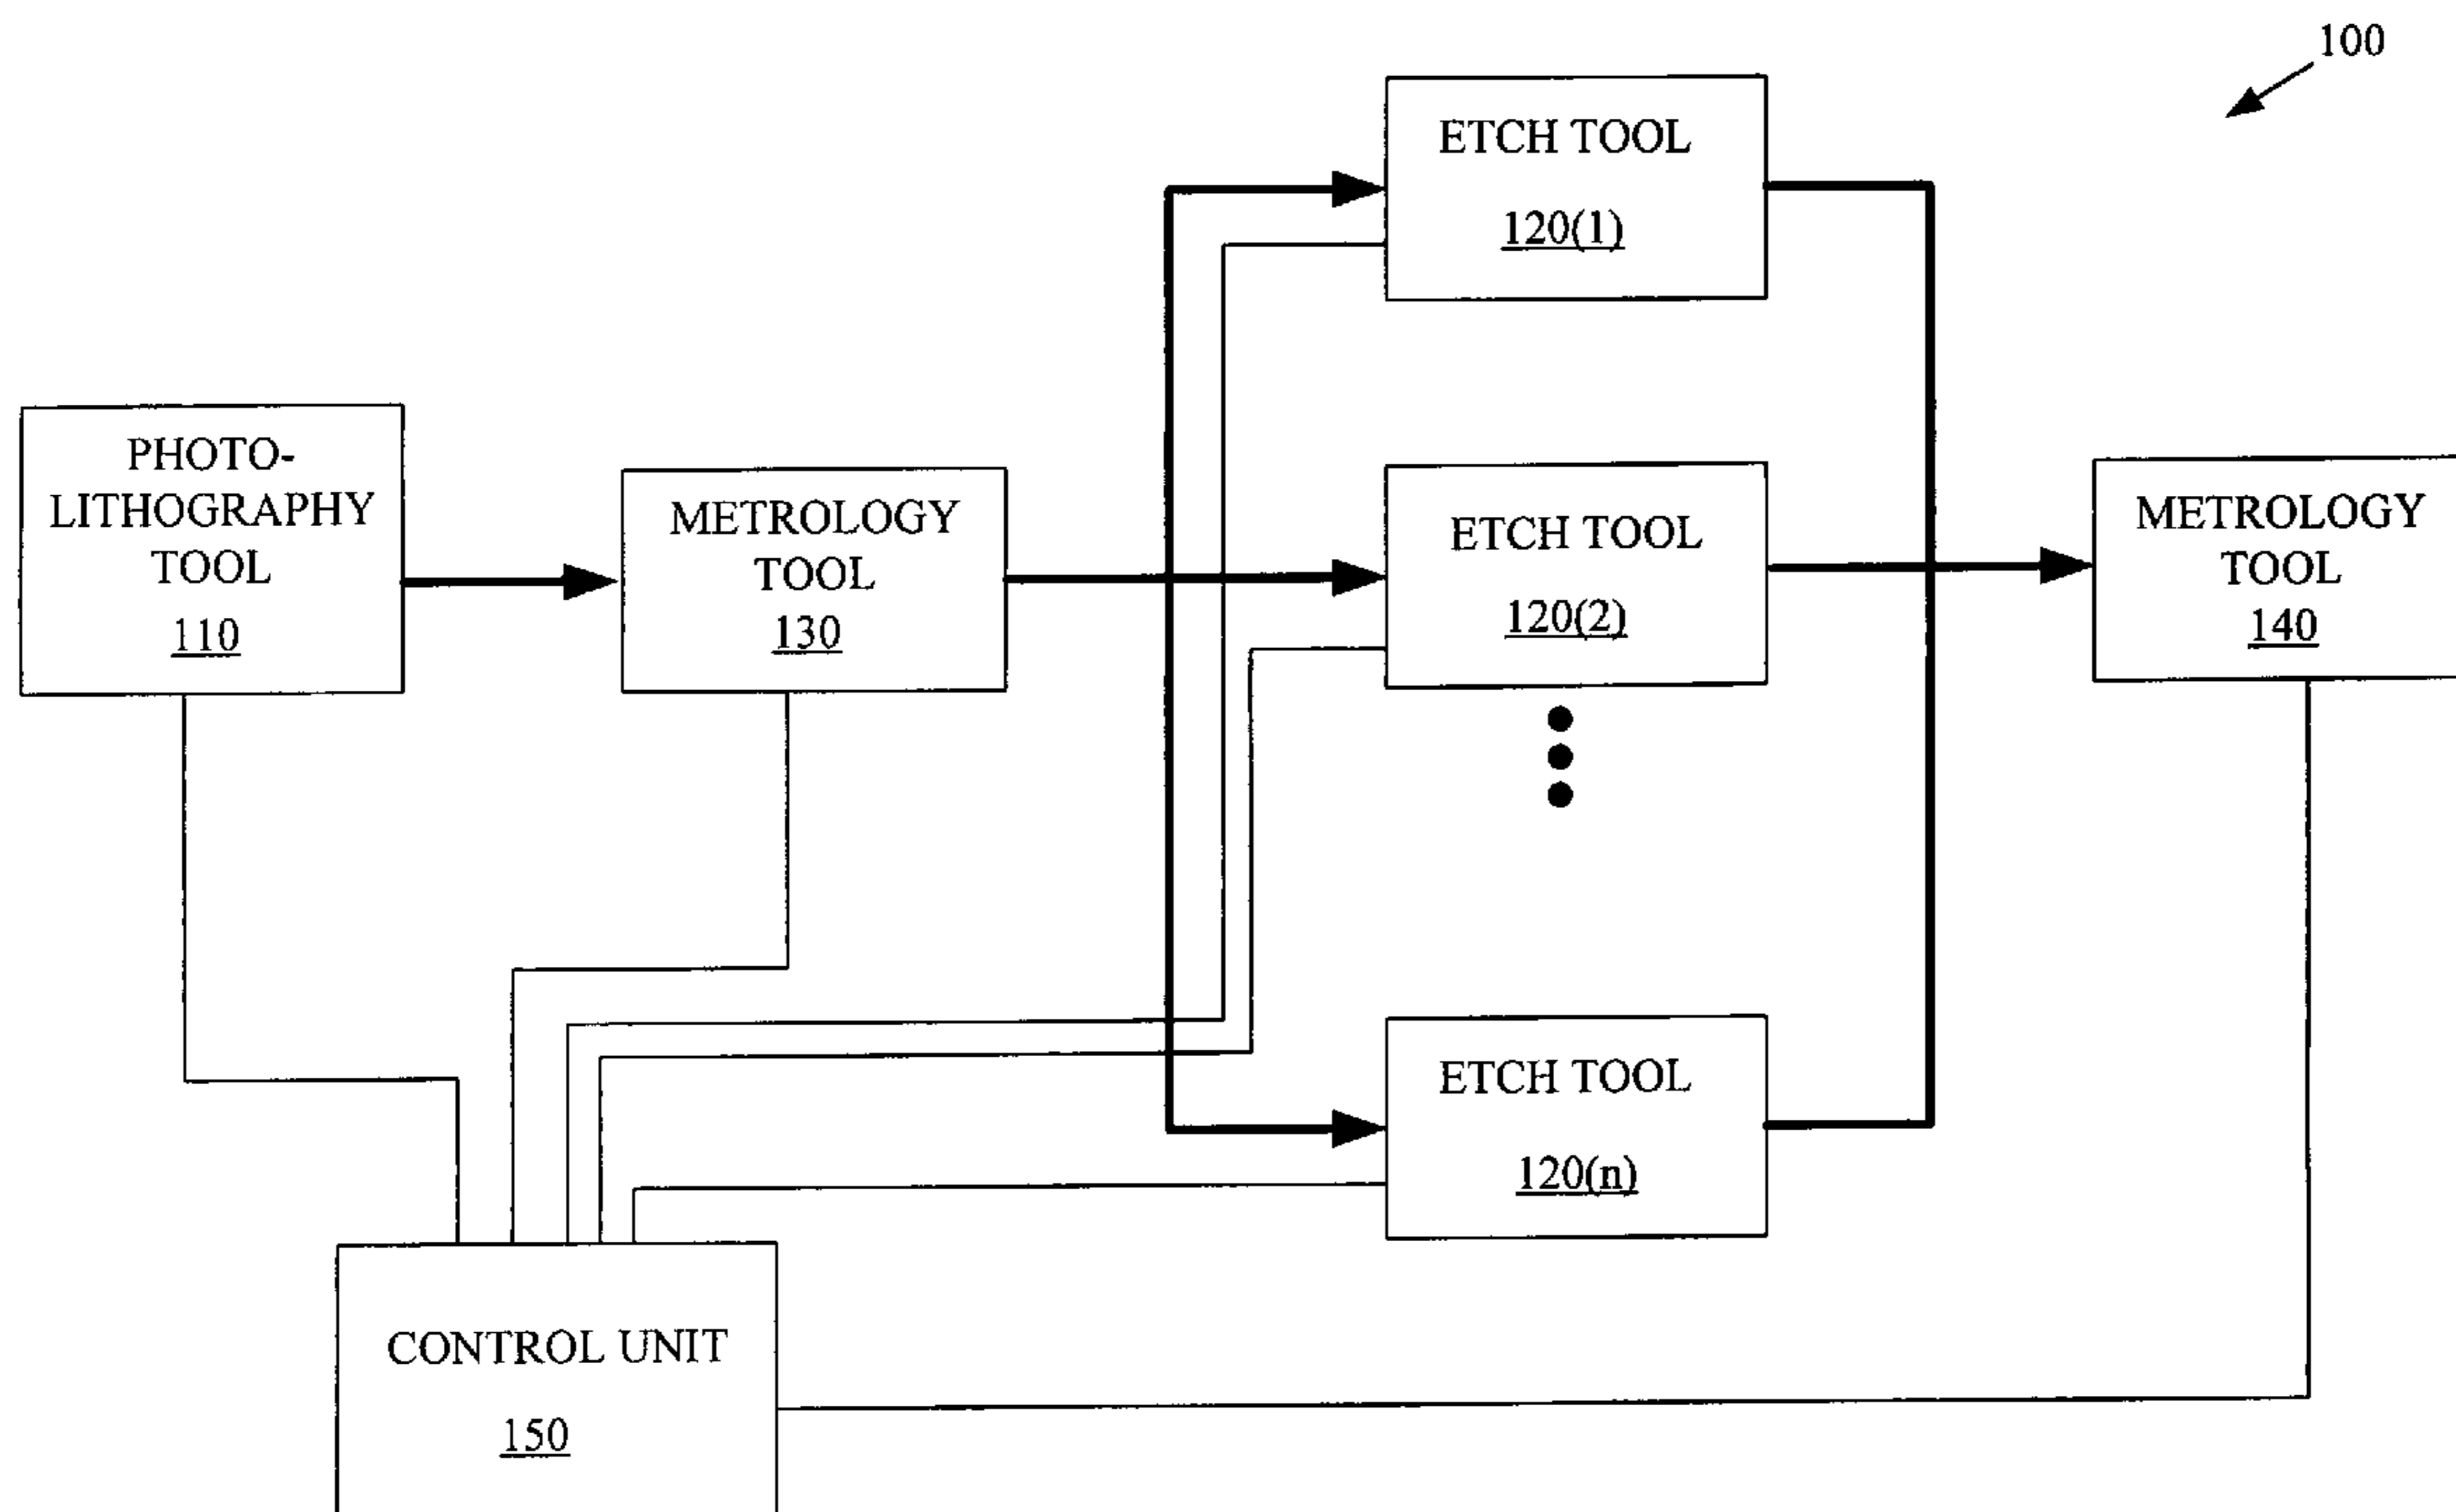 100
ETCH TOOL
120(1)
PHOTO-
LITHOGRAPHY
TOOL
110
METROLOGY
TOOL
130
ETCH TOOL
120(2)
METROLOGY
TOOL
140
ETCH TOOL
120(n)
CONTROL UNIT
150